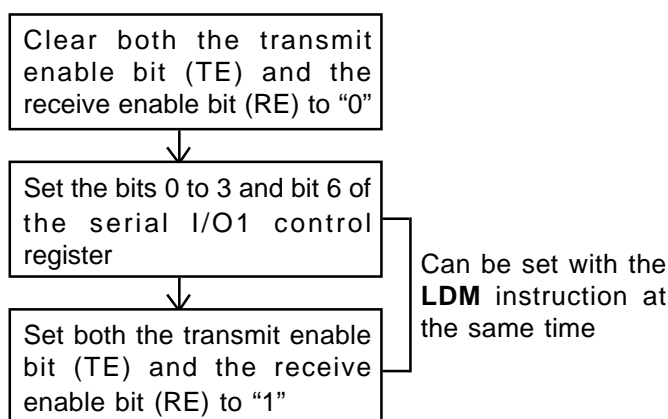 Clear both the transmit
enable bit (TE) and the
receive enable bit (RE) to “0”
Set the bits 0 to 3 and bit 6 of
the serial I/O1 control
register
Can be set with the
LDM instruction at
the same time
Set both the transmit enable
bit (TE) and the receive
enable bit (RE) to “1”